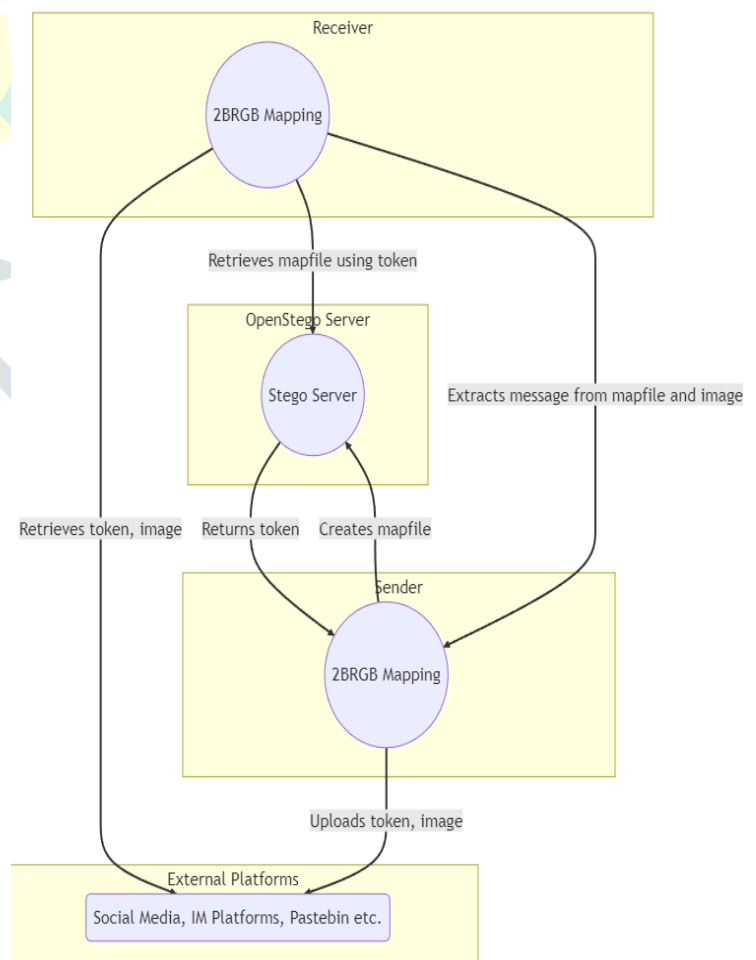 Receiver
2BRGB Mapping
Retrieves mapfile using token
OpenStego Server
Stego Server
Extracts message from mapfile and image
Retrieves token, image
Returns token
Creates mapfile
Sender
2BRGB Mapping
Uploads token, image
External Platforms
Social Media, IM Platforms, Pastebin etc.